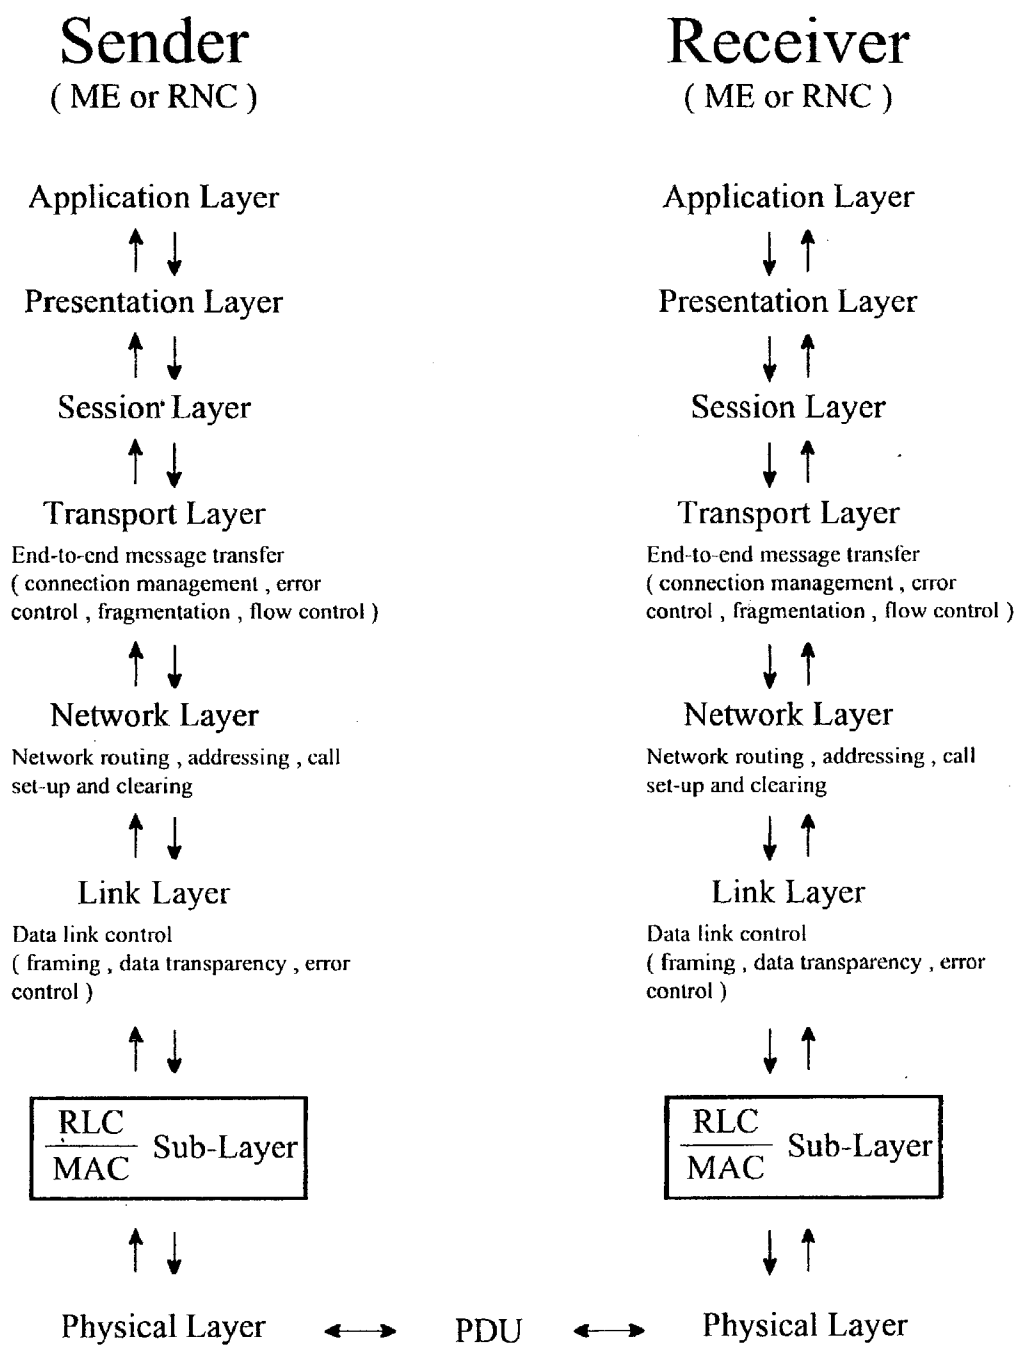 Sender
( ME or RNC )
Application Layer
Presentation Layer
Session Layer
Transport Layer
End-to-end message transfer
( connection management , error
control , fragmentation , flow control )
Network Layer
Network routing , addressing , call
set-up and clearing
Link Layer
Data link control
( framing , data transparency , error
control )
RLC
MAC
Sub-Layer
Physical Layer
PDU
Receiver
( ME or RNC )
Application Layer
Presentation Layer
Session Layer
Transport Layer
End-to-end message transfer
( connection management , error
control , fragmentation , flow control )
Network Layer
Network routing , addressing , call
set-up and clearing
Link Layer
Data link control
( framing , data transparency , error
control )
RLC
MAC
Sub-Layer
Physical Layer